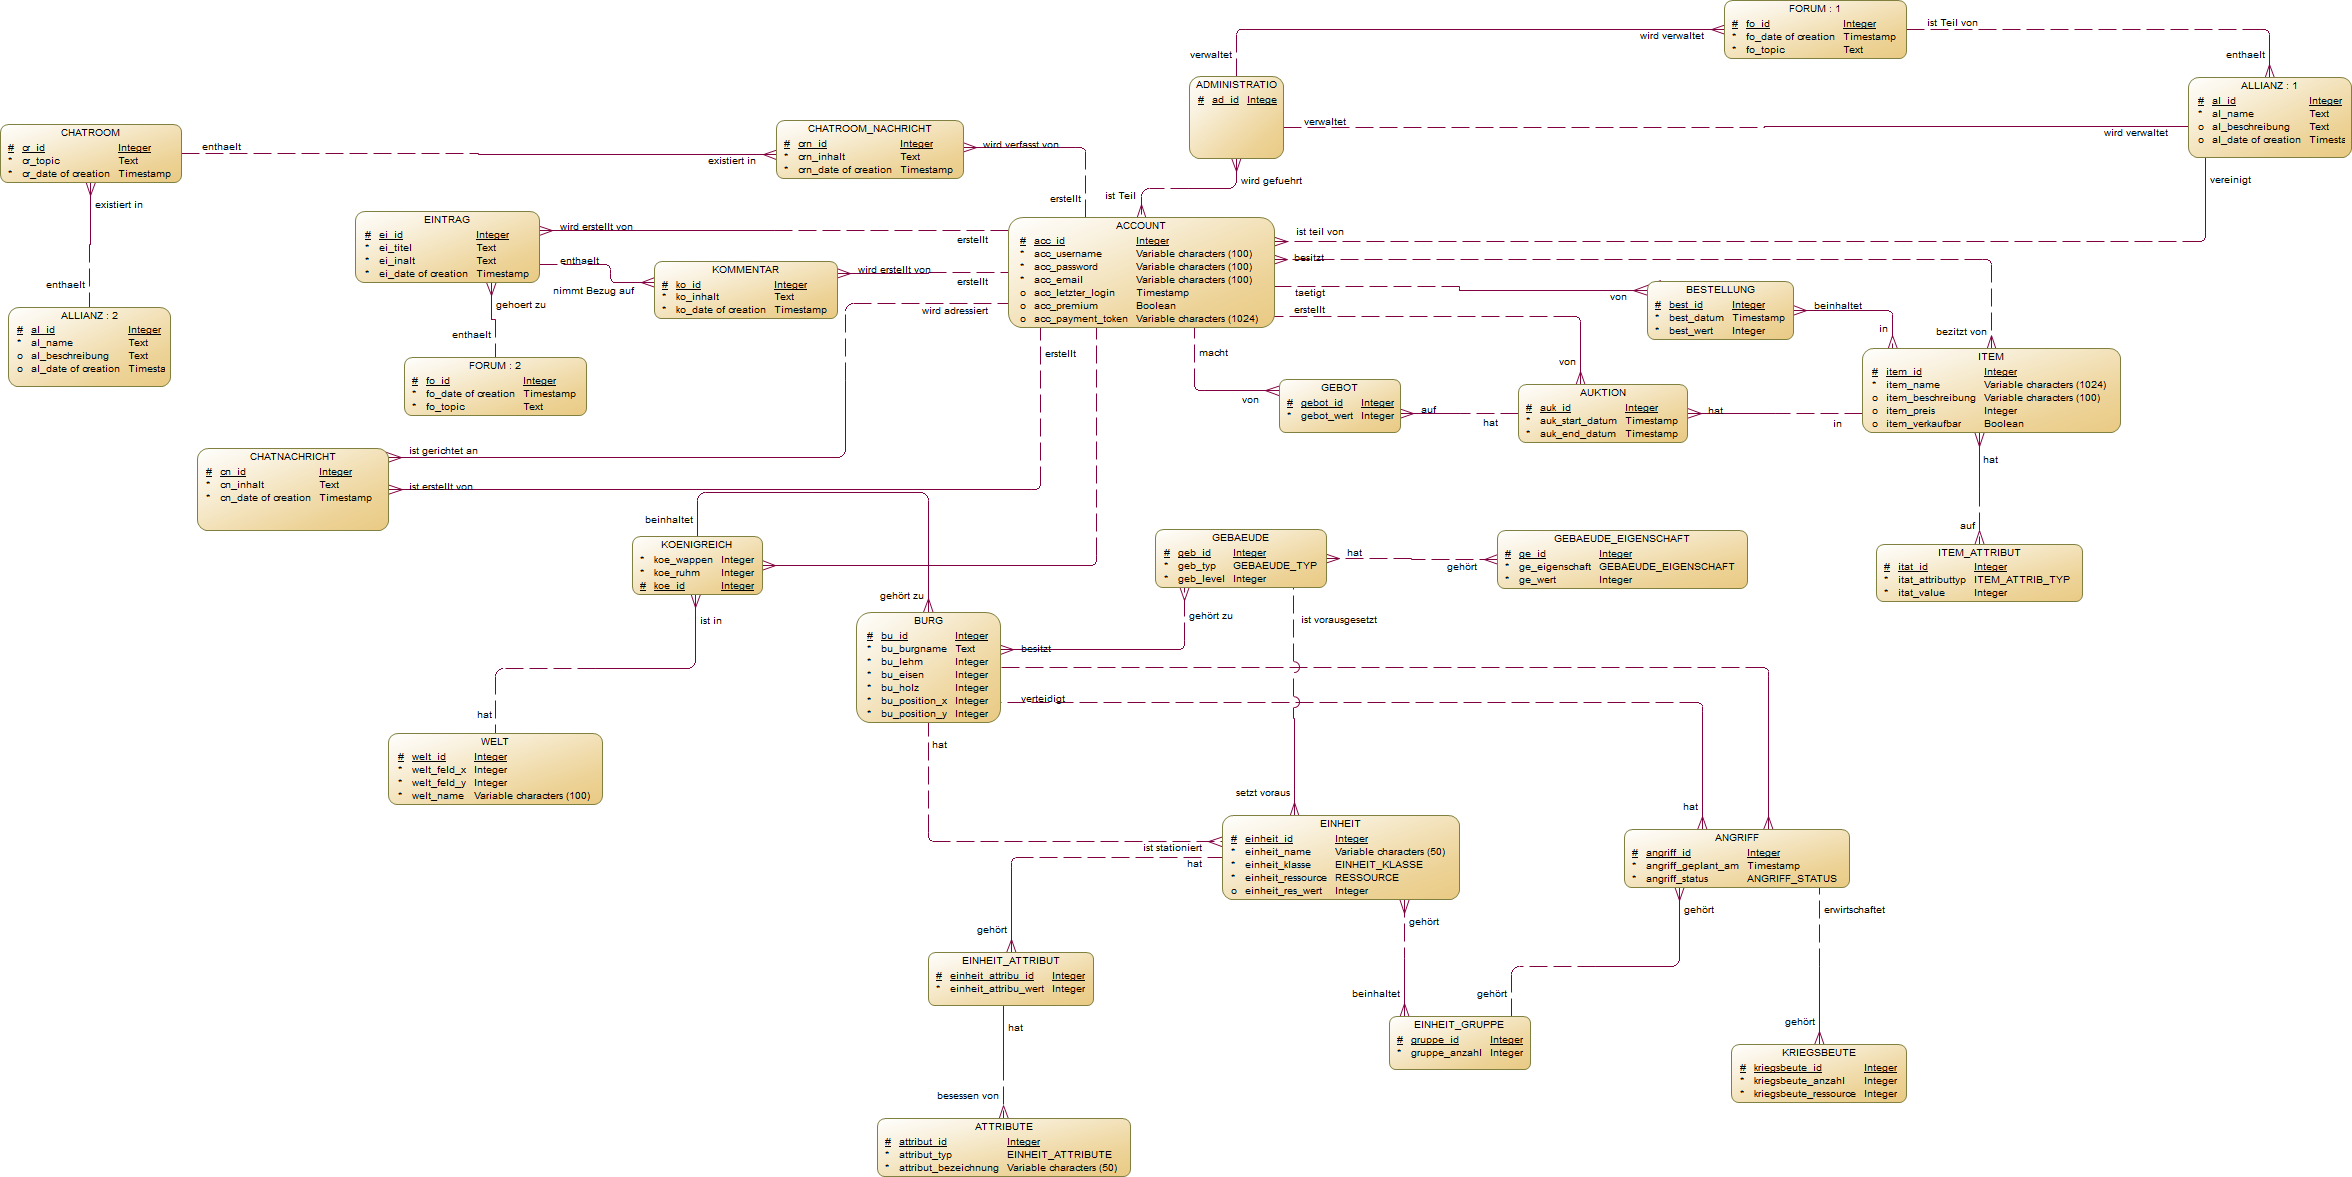 FORUM : 1
# fo_id Integer
* fo_date of creation Timestamp
* fo_topic Text
ist Teil von
wird verwaltet
verwaltet
enthaelt
ADMINISTRATIO
# ad_id Intege
ALLIANZ : 1
# al_id Integer
* al_name Text
o al_beschreibung Text
o al_date of creation Timesta
verwaltet
wird verwaltet
CHATROOM
# cr_id Integer
* cr_topic Text
* cr_date of creation Timestamp
enthaelt
existiert in
CHATROOM_NACHRICHT
# crn_id Integer
* crn_inhalt Text
* crn_date of creation Timestamp
wird verfasst von
erstellt
ist Teil
wird gefuehrt
vereinigt
existiert in
enthaelt
EINTRAG
# ei_id Integer
* ei_titel Text
* ei_inalt Text
* ei_date of creation Timestamp
wird erstellt von
erstellt
enthaelt
nimmt Bezug auf
KOMMENTAR
# ko_id Integer
* ko_inhalt Text
* ko_date of creation Timestamp
wird erstellt von
erstellt
wird adressiert
ACCOUNT
# acc_id Integer
* acc_username Variable characters (100)
* acc_password Variable characters (100)
* acc_email Variable characters (100)
o acc_letzter_login Timestamp
o acc_premium Boolean
o acc_payment_token Variable characters (1024)
ist teil von
besitzt
taetigt
von
erstellt
BESTELLUNG
# best_id Integer
* best_datum Timestamp
* best_wert Integer
beinhaltet
in
bezitzt von
ALLIANZ : 2
# al_id Integer
* al_name Text
o al_beschreibung Text
o al_date of creation Timesta
gehoert zu
enthaelt
FORUM : 2
# fo_id Integer
* fo_date of creation Timestamp
* fo_topic Text
erstellt
macht
von
GEBOT
# gebot_id Integer
* gebot_wert Integer
auf
hat
von
AUKTION
# auk_id Integer
* auk_start_datum Timestamp
* auk_end_datum Timestamp
hat
in
ITEM
# item_id Integer
* item_name Variable characters (1024)
o item_beschreibung Variable characters (100)
o item_preis Integer
o item_verkaufbar Boolean
hat
auf
CHATNACHRICHT
# cn_id Integer
* cn_inhalt Text
* cn_date of creation Timestamp
ist gerichtet an
ist erstellt von
beinhaltet
KOENIGREICH
* koe_wappen Integer
* koe_ruhm Integer
# koe_id Integer
gehört zu
ist in
GEBAEUDE
# geb_id Integer
* geb_typ GEBAEUDE_TYP
* geb_level Integer
hat
gehört
GEBAEUDE_EIGENSCHAFT
# ge_id Integer
* ge_eigenschaft GEBAEUDE_EIGENSCHAFT
* ge_wert Integer
ITEM_ATTRIBUT
# itat_id Integer
* itat_attributtyp ITEM_ATTRIB_TYP
* itat_value Integer
gehört zu
ist vorausgesetzt
BURG
# bu_id Integer
* bu_burgname Text
* bu_lehm Integer
* bu_eisen Integer
* bu_holz Integer
* bu_position_x Integer
* bu_position_y Integer
besitzt
verteidigt
hat
hat
WELT
# welt_id Integer
* welt_feld_x Integer
* welt_feld_y Integer
* welt_name Variable characters (100)
setzt voraus
hat
ist stationiert
hat
EINHEIT
# einheit_id Integer
* einheit_name Variable characters (50)
* einheit_klasse EINHEIT_KLASSE
* einheit_ressource RESSOURCE
o einheit_res_wert Integer
ANGRIFF
# angriff_id Integer
* angriff_geplant_am Timestamp
* angriff_status ANGRIFF_STATUS
gehört
gehört
gehört
erwirtschaftet
EINHEIT_ATTRIBUT
# einheit_attribu_id Integer
* einheit_attribu_wert Integer
beinhaltet
gehört
gehört
hat
EINHEIT_GRUPPE
# gruppe_id Integer
* gruppe_anzahl Integer
KRIEGSBEUTE
# kriegsbeute_id Integer
* kriegsbeute_anzahl Integer
* kriegsbeute_ressource Integer
besessen von
ATTRIBUTE
# attribut_id Integer
* attribut_typ EINHEIT_ATTRIBUTE
* attribut_bezeichnung Variable characters (50)